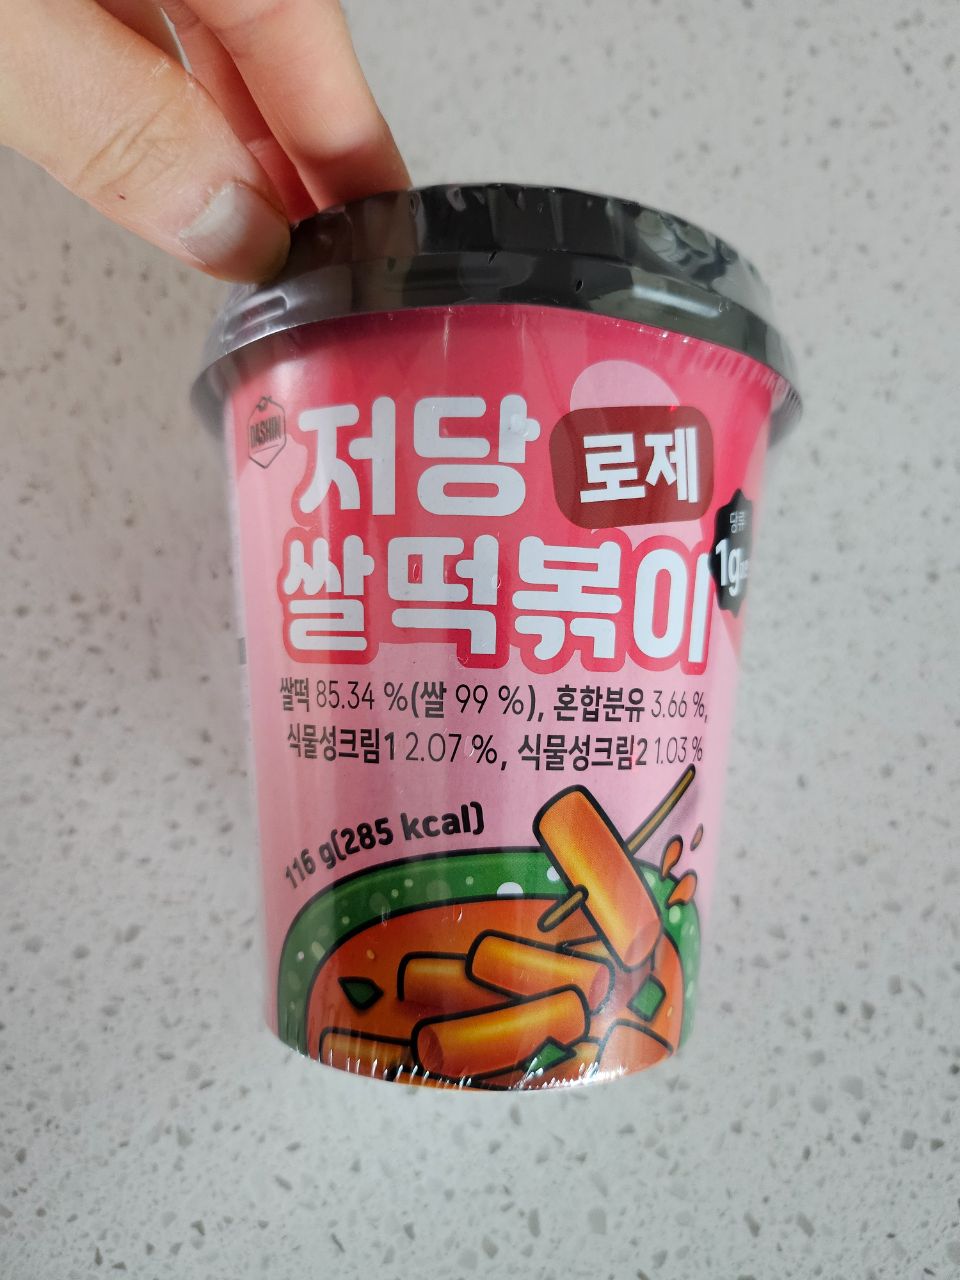 DASHIN
저당 로제
쌀떡볶이
당류
1g
쌀떡 85.34 %(쌀 99 %), 혼합분유 3.66 %,
식물성크림1 2.07 %, 식물성크림2 1.03 %
116 g(285 kcal)